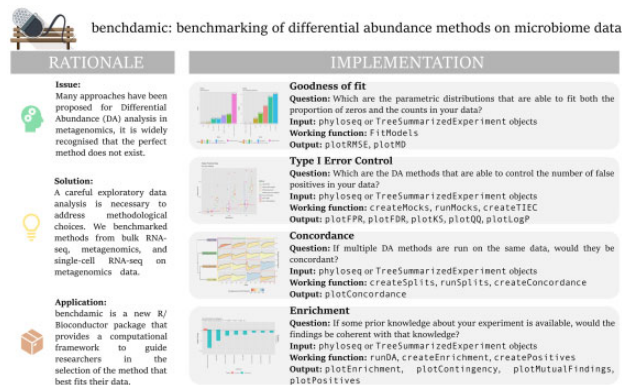 benchdamic: benchmarking of differential abundance methods on microbiome data
RATIONALE
Issue:
Many approaches have been
proposed for Differential
Abundance (DA) analysis in
metagenomics, it is widely
recognised that the perfect
method does not exist.
Solution:
A careful exploratory data
analysis is necessary to
address methodological
choices. We benchmarked
methods from bulk RNA-
seq, metagenomics, and
single-cell RNA-seq on
metagenomics data.
Application:
benchdamic is a new R/
Bioconductor package that
provides a computational
framework to guide
researchers in the
selection of the method that
best fits their data.
IMPLEMENTATION
Goodness of fit
Question: Which are the parametric distributions that are able to fit both the
proportion of zeros and the counts in your data?
Input: phyloseq or TreeSummarizedExperiment objects
Working function: FitModels
Output: plotRMSE, plotMD
Type I Error Control
Question: Which are the DA methods that are able to control the number of false
positives in your data?
Input: phyloseq or TreeSummarizedExperiment objects
Working function: createMocks, runMocks, createTIEC
Output: plotFPR, plotFDR, plotKS, plotQQ, plotLogP
Concordance
Question: If multiple DA methods are run on the same data, would they be
concordant?
Input: phyloseq or TreeSummarizedExperiment objects
Working function: createSplits, runSplits, createConcordance
Output: plotConcordance
Enrichment
Question: If some prior knowledge about your experiment is available, would the
findings be coherent with that knowledge?
Input: phyloseq or TreeSummarizedExperiment objects
Working function: runDA, createEnrichment, createPositives
Output: plotEnrichment, plotContingency, plotMutualFindings,
plotPositives